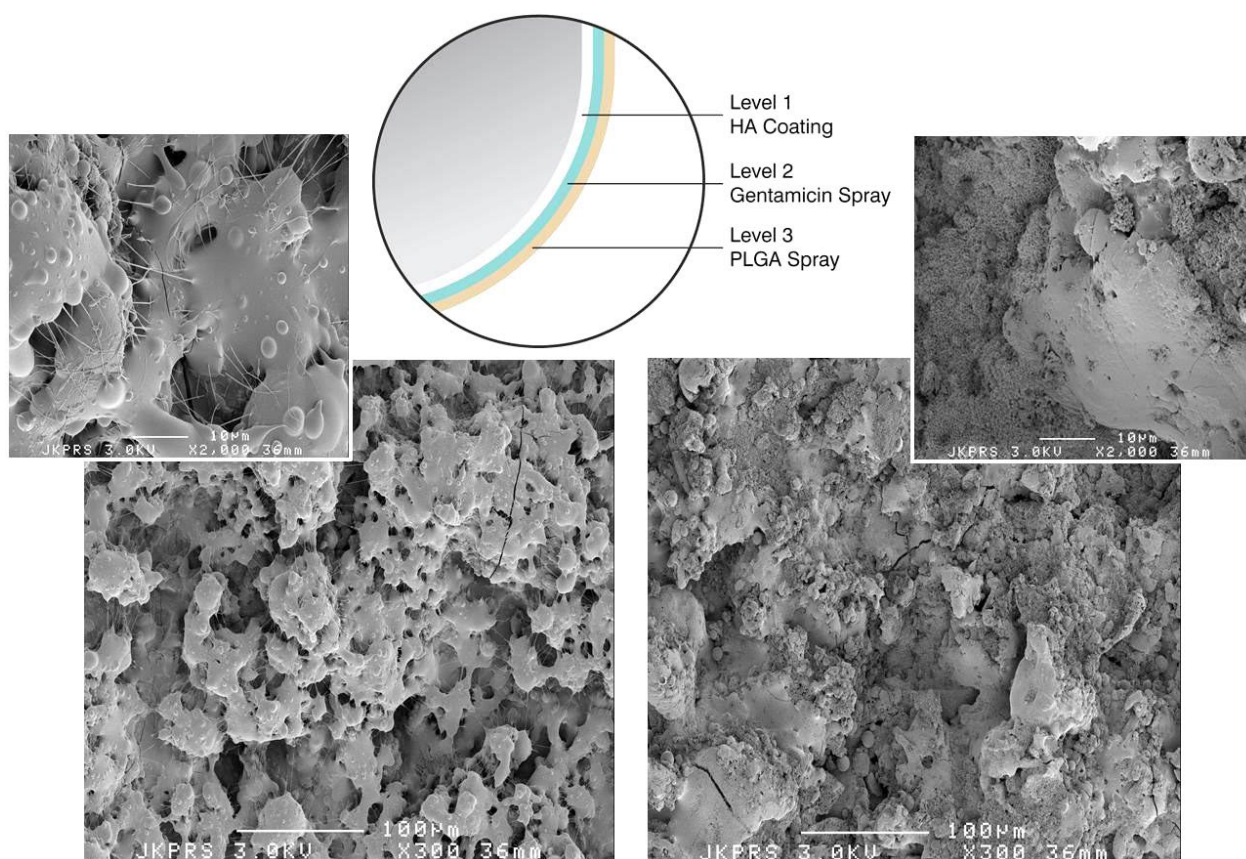 Level 1
HA Coating
Level 2
Gentamicin Spray
Level 3
PLGA Spray
10µm
JKPRS 3.0KV X2,000 36mm
10µm
JKPRS 3.0KV X2,000 36mm
100µm
JKPRS 3.0KV X300 36mm
100µm
JKPRS 3.0KV X300 36mm